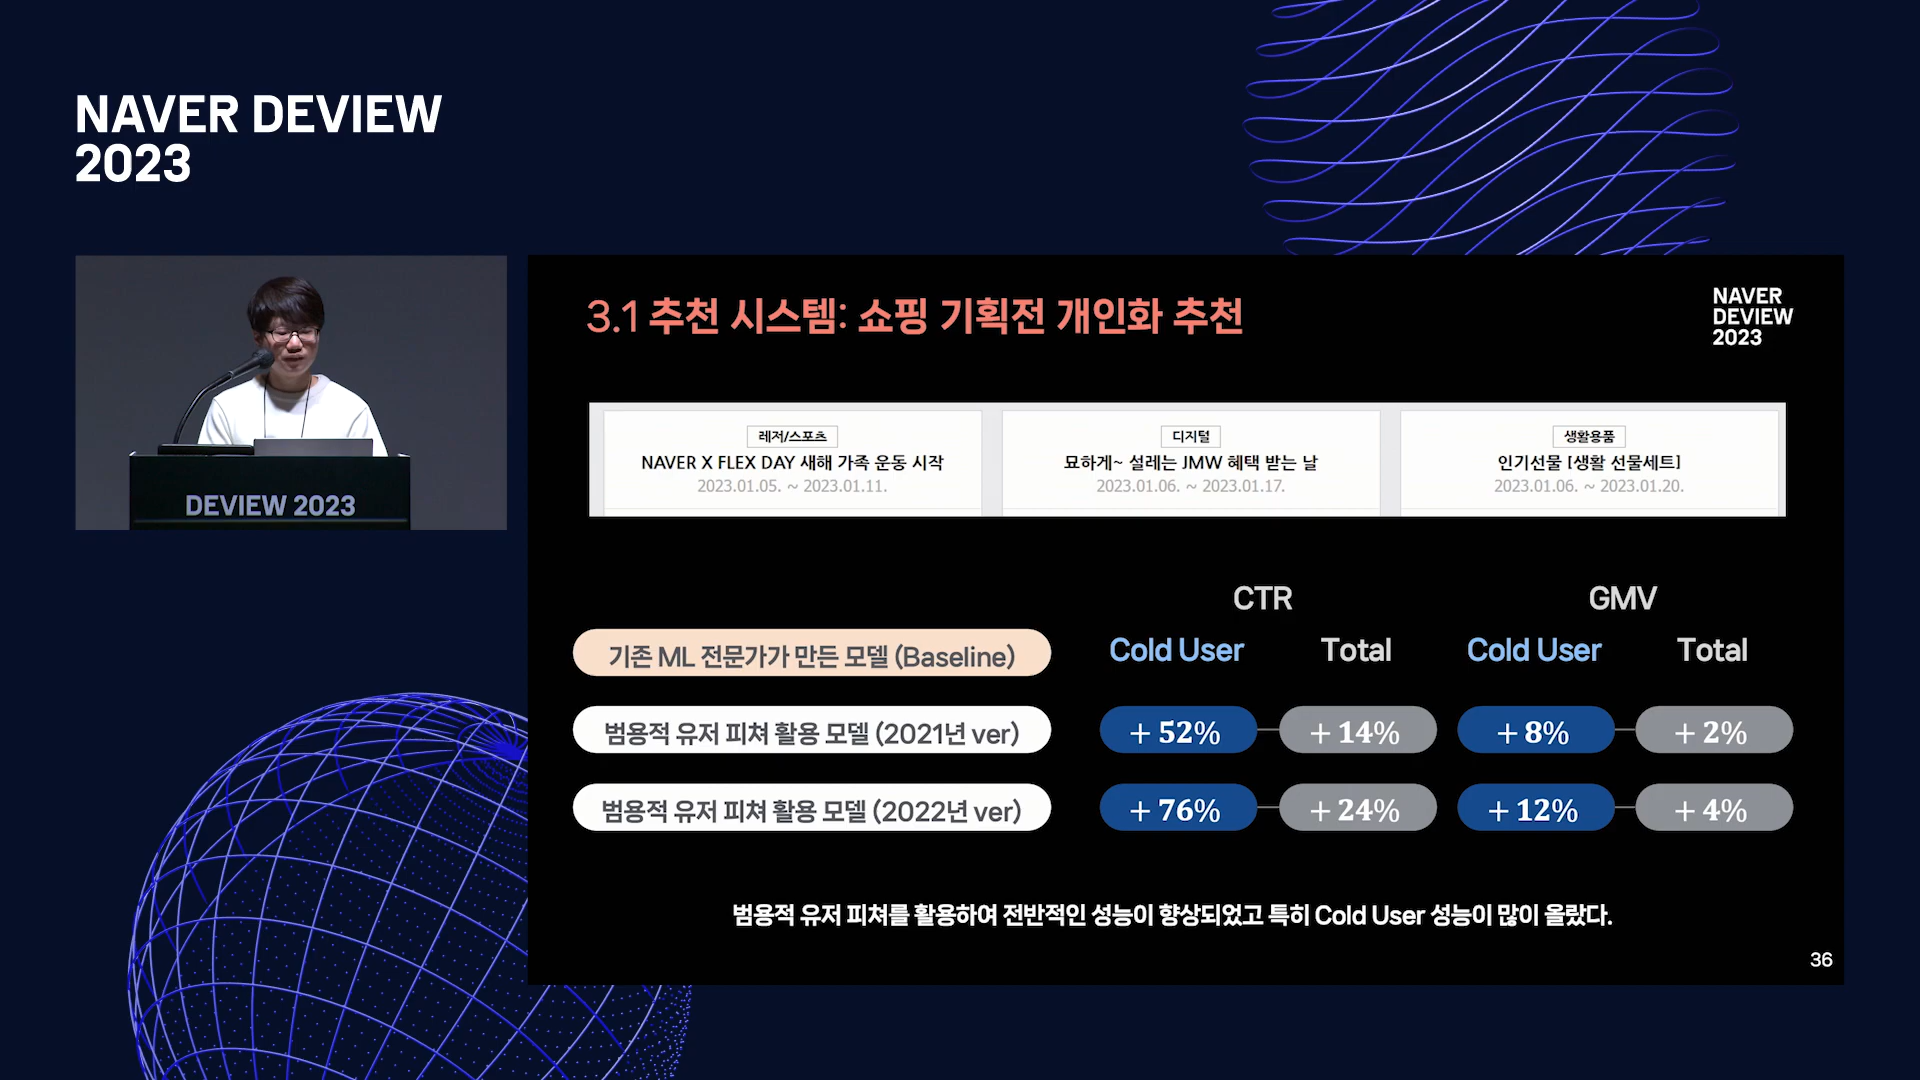 NAVER DEVIEW
2023
DEVIEW 2023
3.1 추천 시스템: 쇼핑 기획전 개인화 추천
NAVER
DEVIEW
2023
레저/스포츠
NAVER X FLEX DAY 새해 가족 운동 시작
2023.01.05. ~ 2023.01.11.
디지털
묘하게~ 설레는 JMW 혜택 받는 날
2023.01.06. ~ 2023.01.17.
생활용품
인기선물 [생활 선물세트]
2023.01.06. ~ 2023.01.20.
CTR GMV
기존 ML 전문가가 만든 모델 (Baseline) Cold User Total Cold User Total
범용적 유저 피쳐 활용 모델 (2021년 ver) + 52% + 14% + 8% + 2%
범용적 유저 피쳐 활용 모델 (2022년 ver) + 76% + 24% + 12% + 4%
범용적 유저 피쳐를 활용하여 전반적인 성능이 향상되었고 특히 Cold User 성능이 많이 올랐다.
36